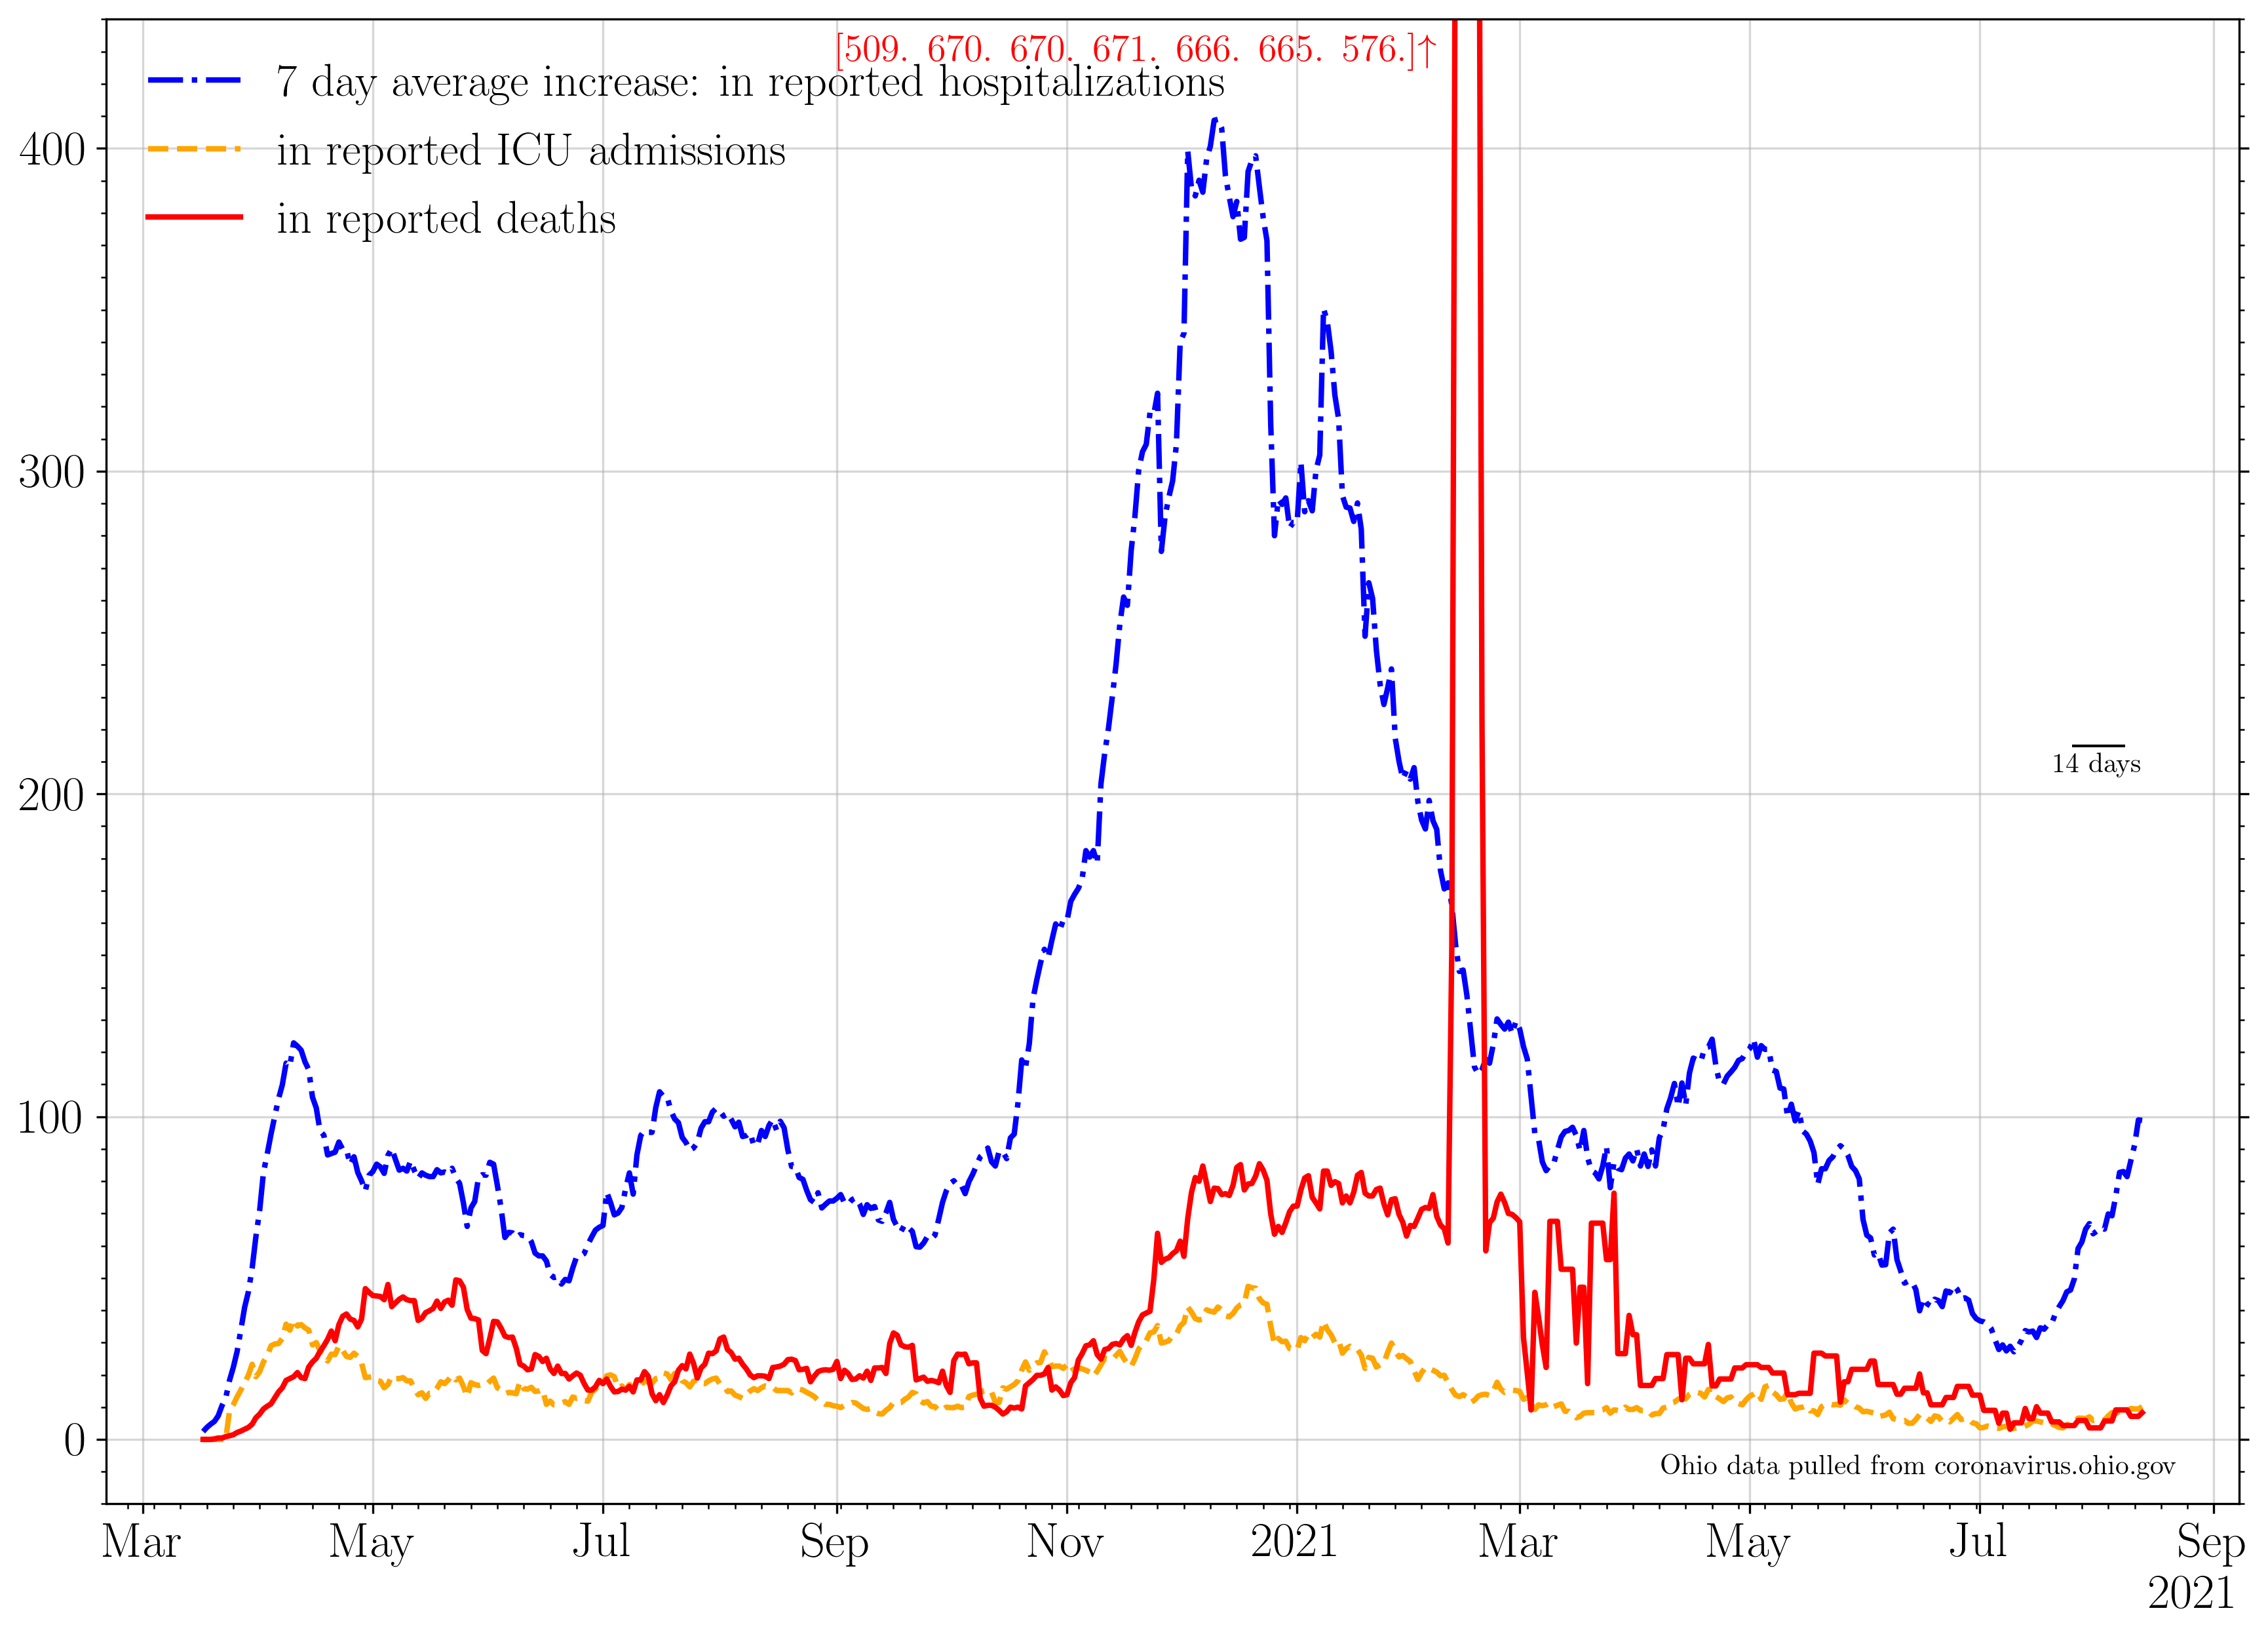 [509. 670. 670. 671. 666. 665. 576.]↑
7 day average increase: in reported hospitalizations
in reported ICU admissions
in reported deaths
400
300
200
100
0
14 days
Ohio data pulled from coronavirus.ohio.gov
Mar May Jul Sep Nov 2021 Mar May Jul Sep
2021